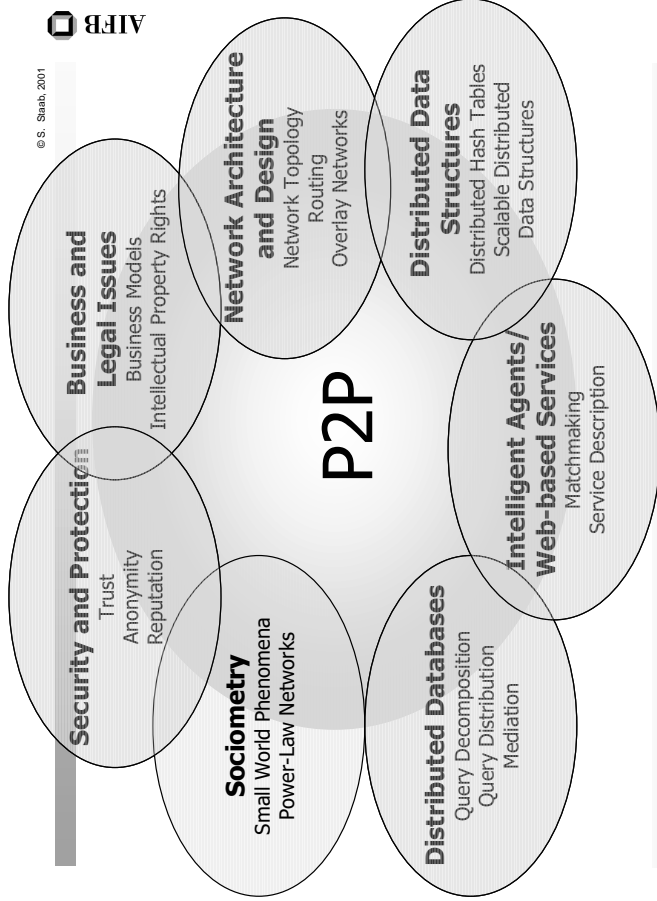 © S. Staab, 2001
AIFB
Security and Protection
Trust
Anonymity
Reputation
Business and
Legal Issues
Business Models
Intellectual Property Rights
Sociometry
Small World Phenomena
Power-Law Networks
Network Architecture
and Design
Network Topology
Routing
Overlay Networks
P2P
Distributed Databases
Query Decomposition
Query Distribution
Mediation
Distributed Data
Structures
Distributed Hash Tables
Scalable Distributed
Data Structures
Intelligent Agents/
Web-based Services
Matchmaking
Service Description